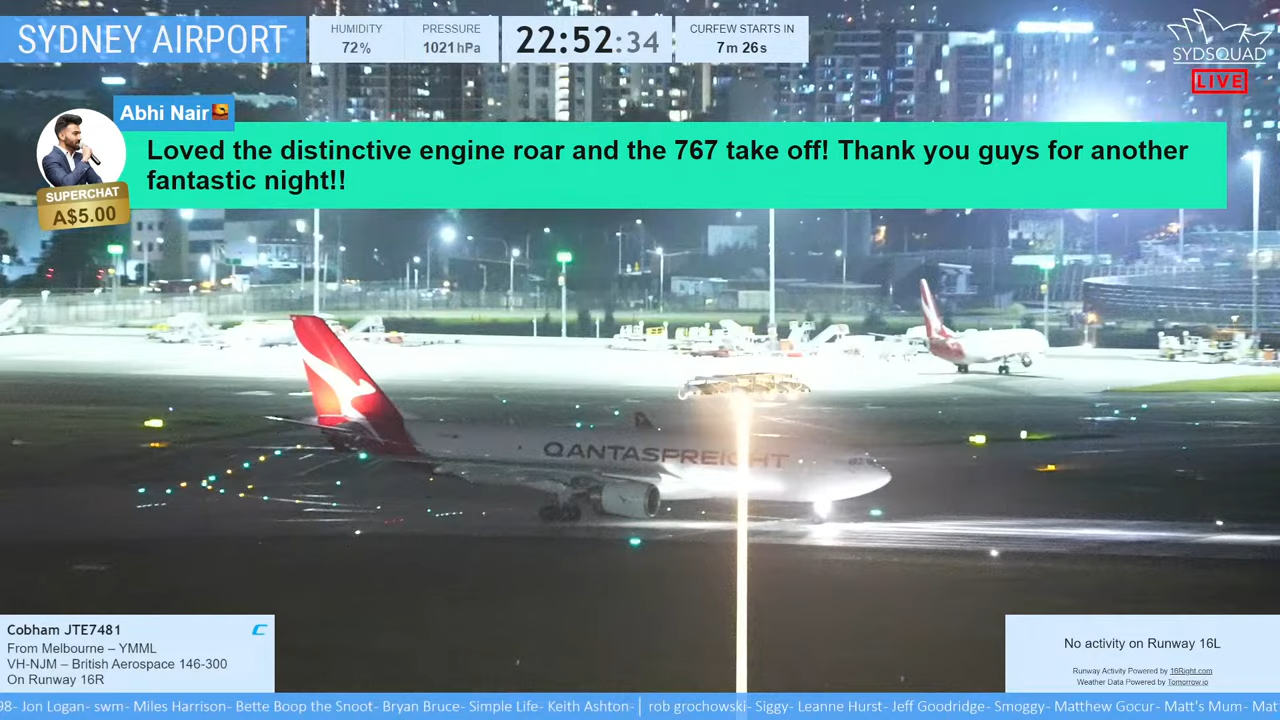 SYDNEY AIRPORT
HUMIDITY
72%
PRESSURE
1021 hPa
22:52:34
CURFEW STARTS IN
7m 26s
SYDSQUAD
LIVE
Abhi Nair
Loved the distinctive engine roar and the 767 take off! Thank you guys for another
fantastic night!!
SUPERCHAT
A$5.00
QANTASFREIGHT
Cobham JTE7481
From Melbourne – YMML
VH-NJM – British Aerospace 146-300
On Runway 16R
No activity on Runway 16L
Runway Activity Powered by 16Right.com
Weather Data Powered by Tomorrow.io
98- Jon Logan- swm- Miles Harrison- Bette Boop the Snoot- Bryan Bruce- Simple Life- Keith Ashton- | rob grochowski- Siggy- Leanne Hurst- Jeff Goodridge- Smoggy- Matthew Gocur- Matt's Mum- Mat